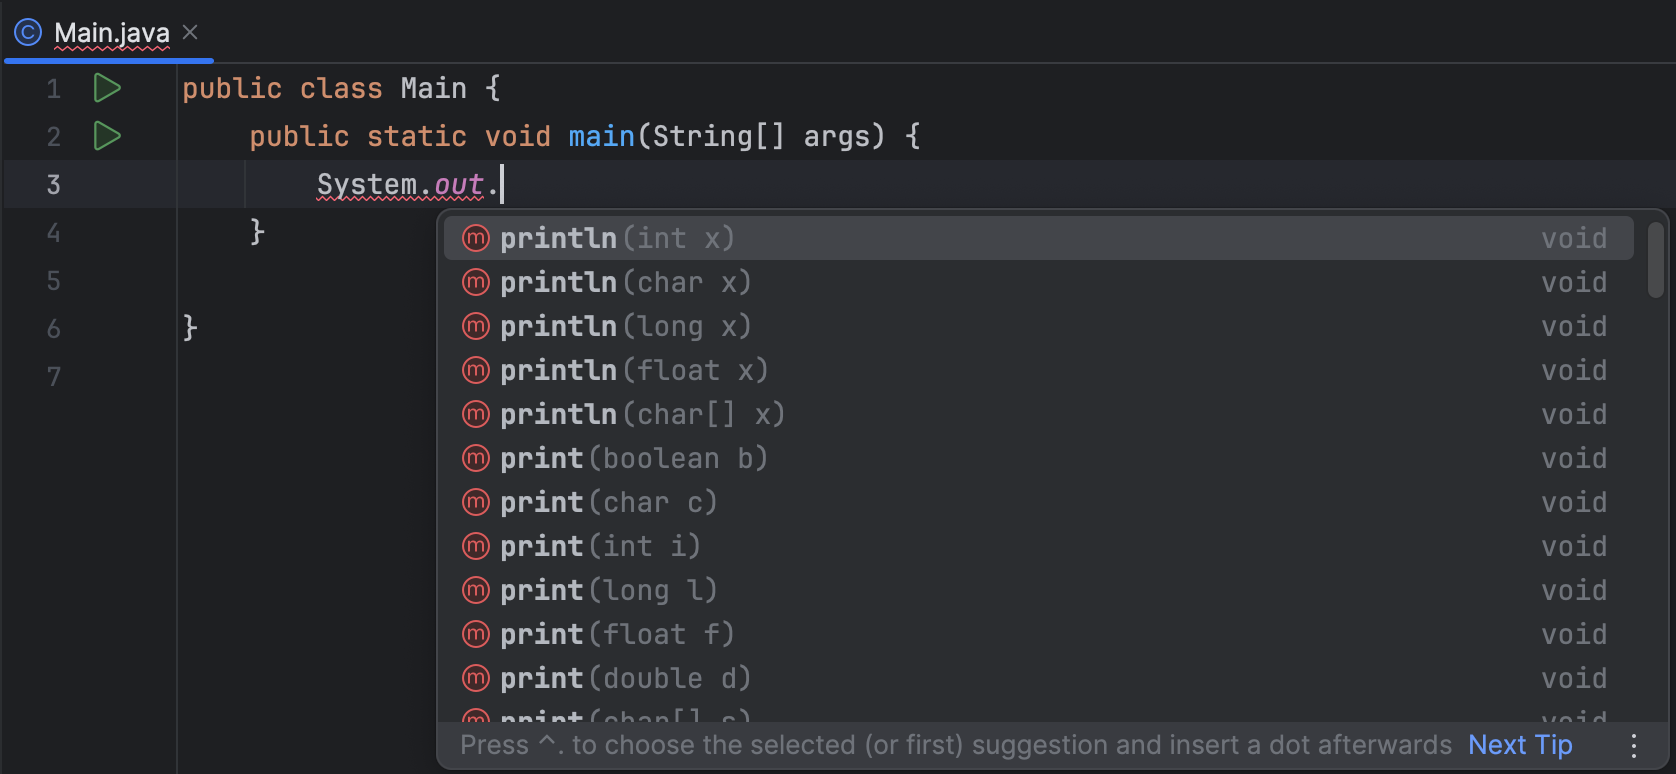 Main.java
1 public class Main {
2 public static void main(String[] args) {
3 System.out.
4 }
5
6 }
7
println(int x) void
println(char x) void
println(long x) void
println(float x) void
println(char[] x) void
print(boolean b) void
print(char c) void
print(int i) void
print(long l) void
print(float f) void
print(double d) void
print(char[] s) void
Press ^. to choose the selected (or first) suggestion and insert a dot afterwards Next Tip